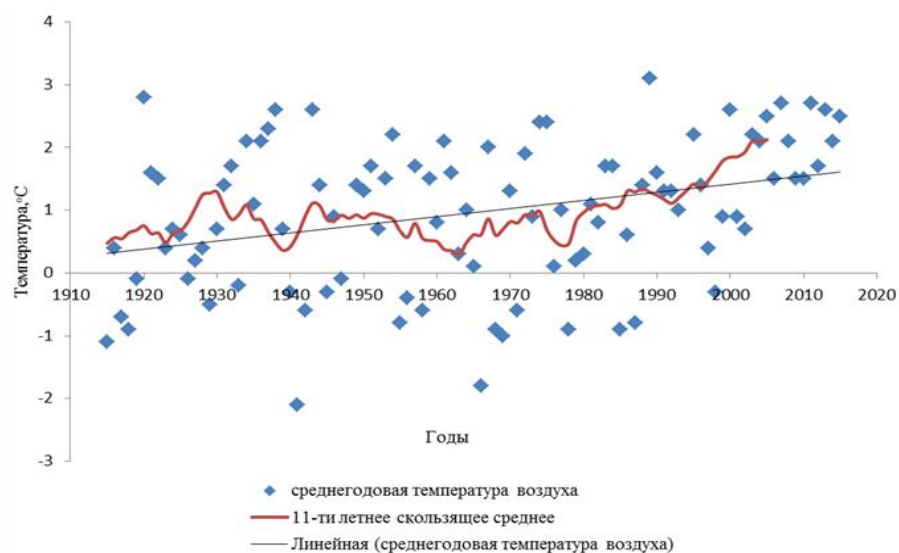 4
3
2
1
0
-1
-2
-3
Температура,°С
1910 1920 1930 1940 1950 1960 1970 1980 1990 2000 2010 2020
Годы
среднегодовая температура воздуха
11-ти летнее скользящее среднее
Линейная (среднегодовая температура воздуха)